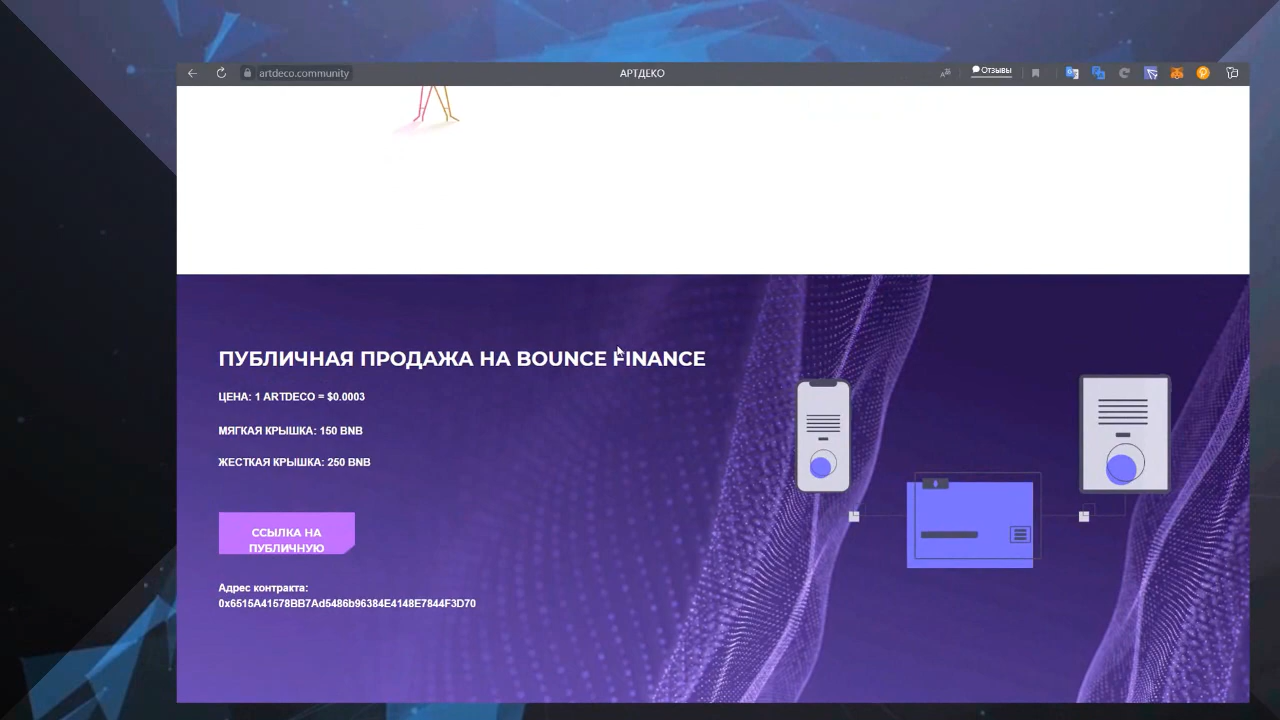 artdeco.community
АРТДЕКО
Отзывы
ПУБЛИЧНАЯ ПРОДАЖА НА BOUNCE FINANCE
ЦЕНА: 1 ARTDECO = $0.0003
МЯГКАЯ КРЫШКА: 150 BNB
ЖЕСТКАЯ КРЫШКА: 250 BNB
ССЫЛКА НА
ПУБЛИЧНУЮ
Адрес контракта:
0x6515A41578BB7Ad5486b96384E4148E7844F3D70